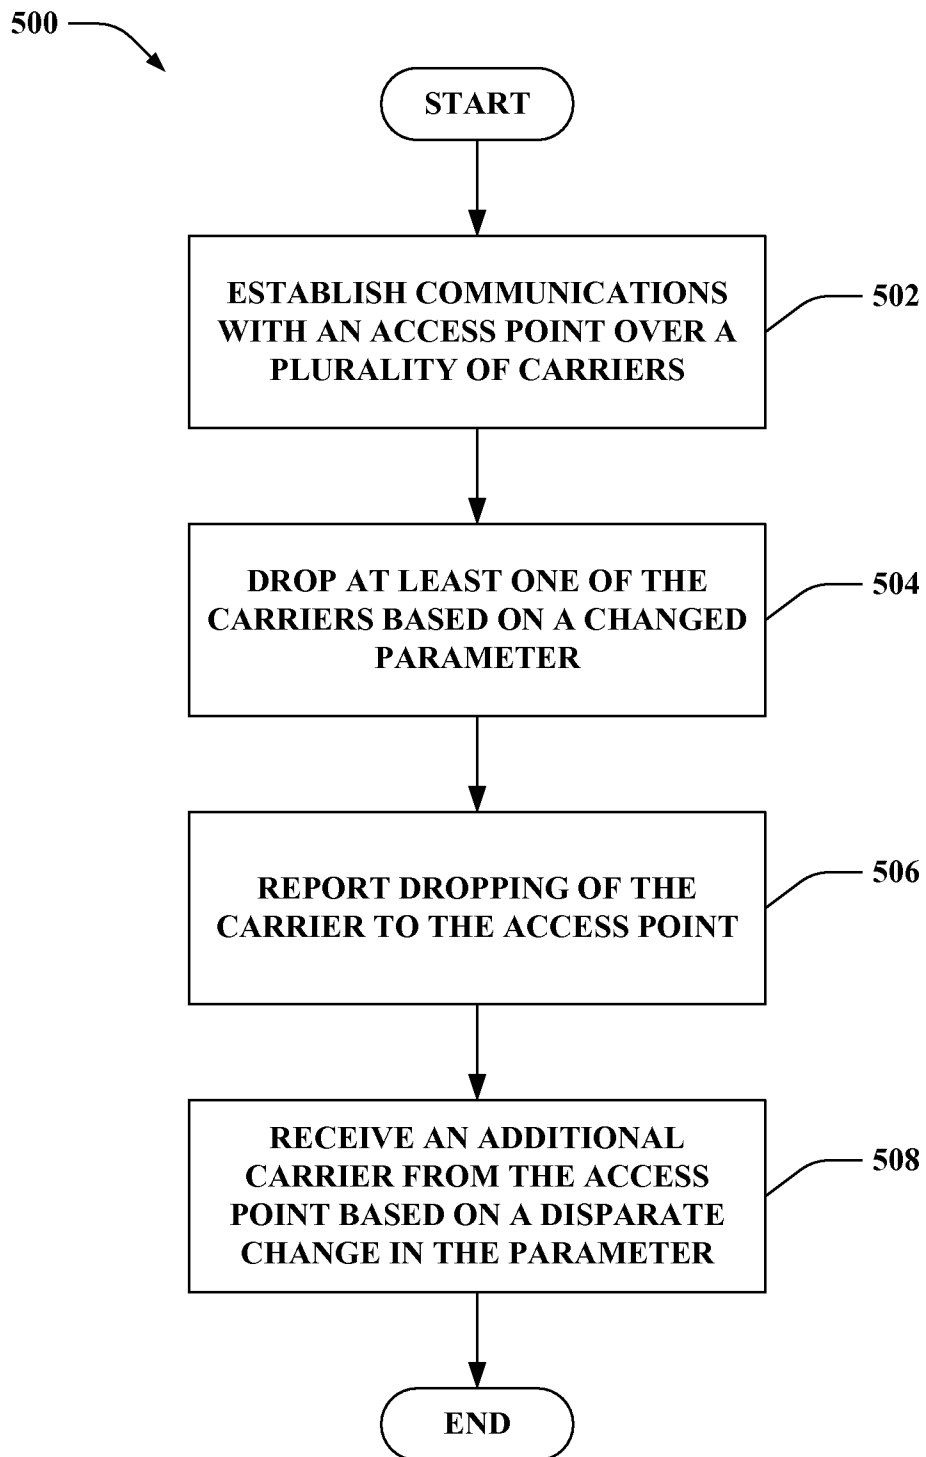 500
START
ESTABLISH COMMUNICATIONS
WITH AN ACCESS POINT OVER A
PLURALITY OF CARRIERS
502
DROP AT LEAST ONE OF THE
CARRIERS BASED ON A CHANGED
PARAMETER
504
REPORT DROPPING OF THE
CARRIER TO THE ACCESS POINT
506
RECEIVE AN ADDITIONAL
CARRIER FROM THE ACCESS
POINT BASED ON A DISPARATE
CHANGE IN THE PARAMETER
508
END